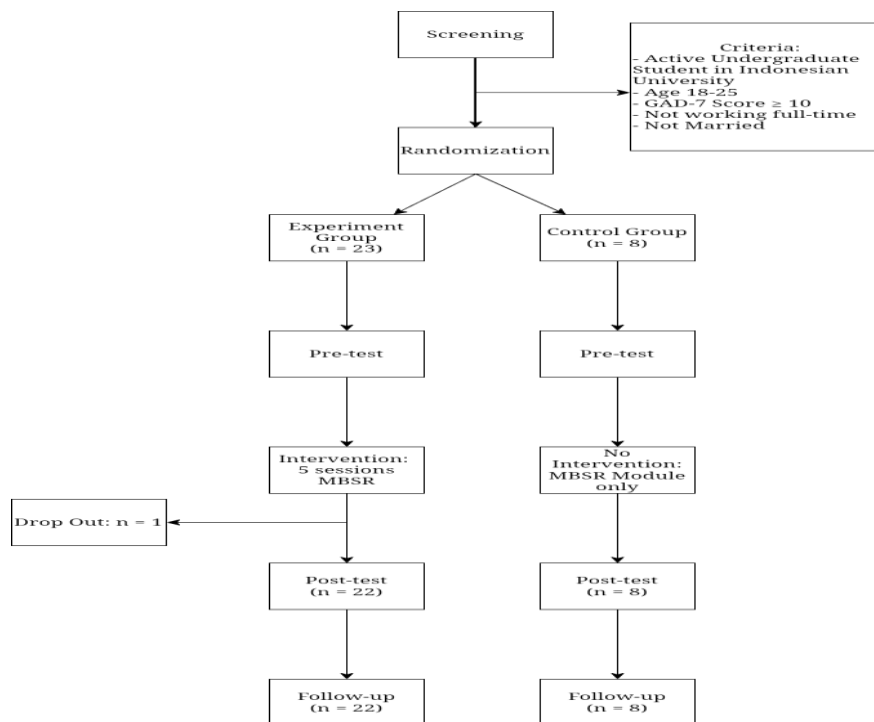 Screening
Criteria:
- Active Undergraduate
Student in Indonesian
University
- Age 18-25
- GAD-7 Score ≥ 10
- Not working full-time
- Not Married
Randomization
Experiment
Group
(n = 23)
Control Group
(n = 8)
Pre-test
Pre-test
Intervention:
5 sessions
MBSR
No
Intervention:
MBSR Module
only
Drop Out: n = 1
Post-test
(n = 22)
Post-test
(n = 8)
Follow-up
(n = 22)
Follow-up
(n = 8)